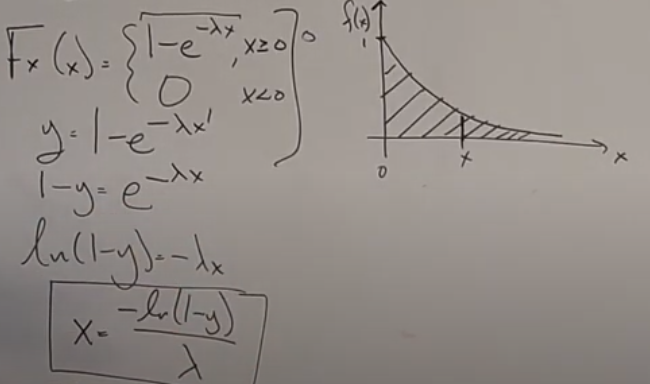 Fx(x) = { 1-e^-λx, x≥0
0 x<0
y = 1-e^-λx
1-y = e^-λx
ln(1-y) = -λx
x = -ln(1-y) / λ
f(x)
1
0 x x